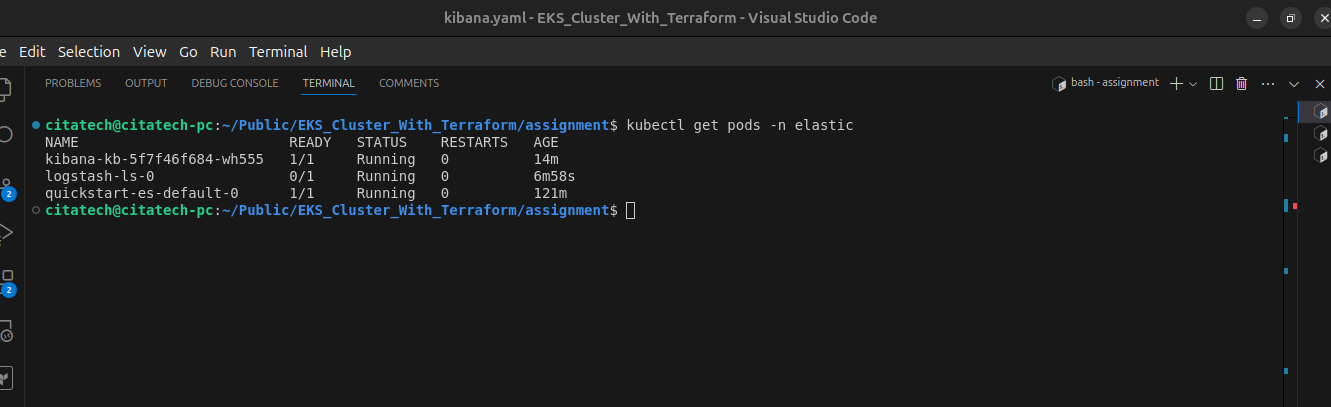 kibana.yaml - EKS_Cluster_With_Terraform - Visual Studio Code
e Edit Selection View Go Run Terminal Help
PROBLEMS OUTPUT DEBUG CONSOLE TERMINAL COMMENTS bash - assignment
citatech@citatech-pc:~/Public/EKS_Cluster_With_Terraform/assignment$ kubectl get pods -n elastic
NAME READY STATUS RESTARTS AGE
kibana-kb-5f7f46f684-wh555 1/1 Running 0 14m
logstash-ls-0 0/1 Running 0 6m58s
quickstart-es-default-0 1/1 Running 0 121m
citatech@citatech-pc:~/Public/EKS_Cluster_With_Terraform/assignment$
2
2